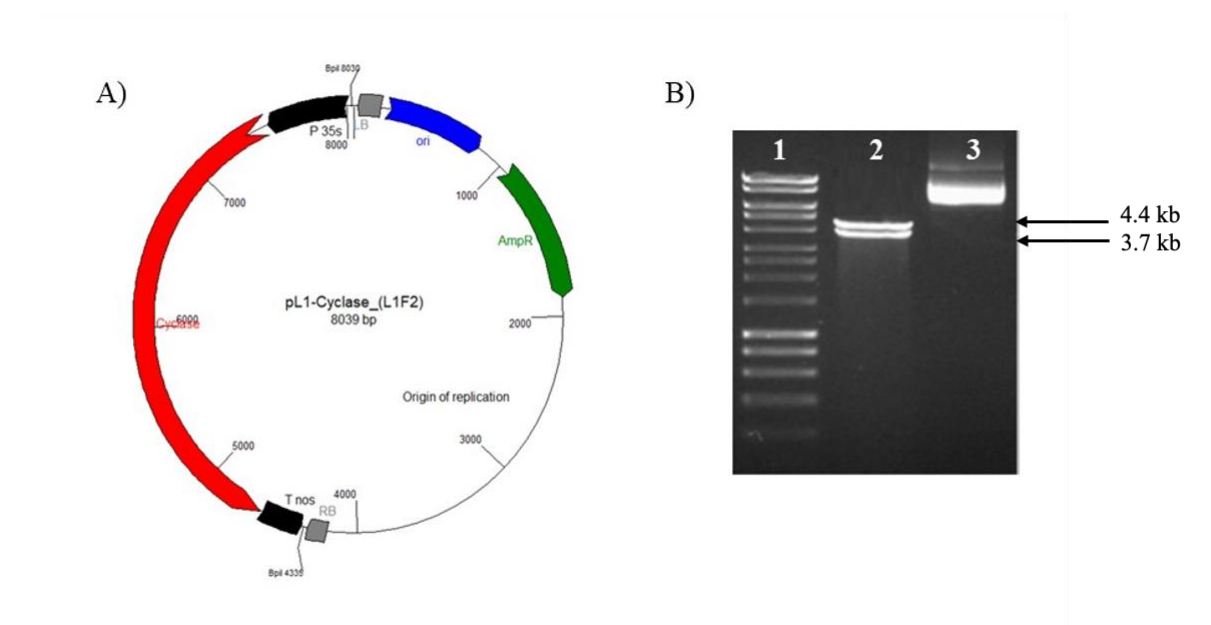 A)
BpiI 8039
P 35s
LB
8000
ori
1000
7000
AmpR
pL1-Cyclase_(L1F2)
8039 bp
6000
Cyclase
2000
Origin of replication
3000
5000
4000
T nos
RB
BpiI 4335
B)
1 2 3
4.4 kb
3.7 kb